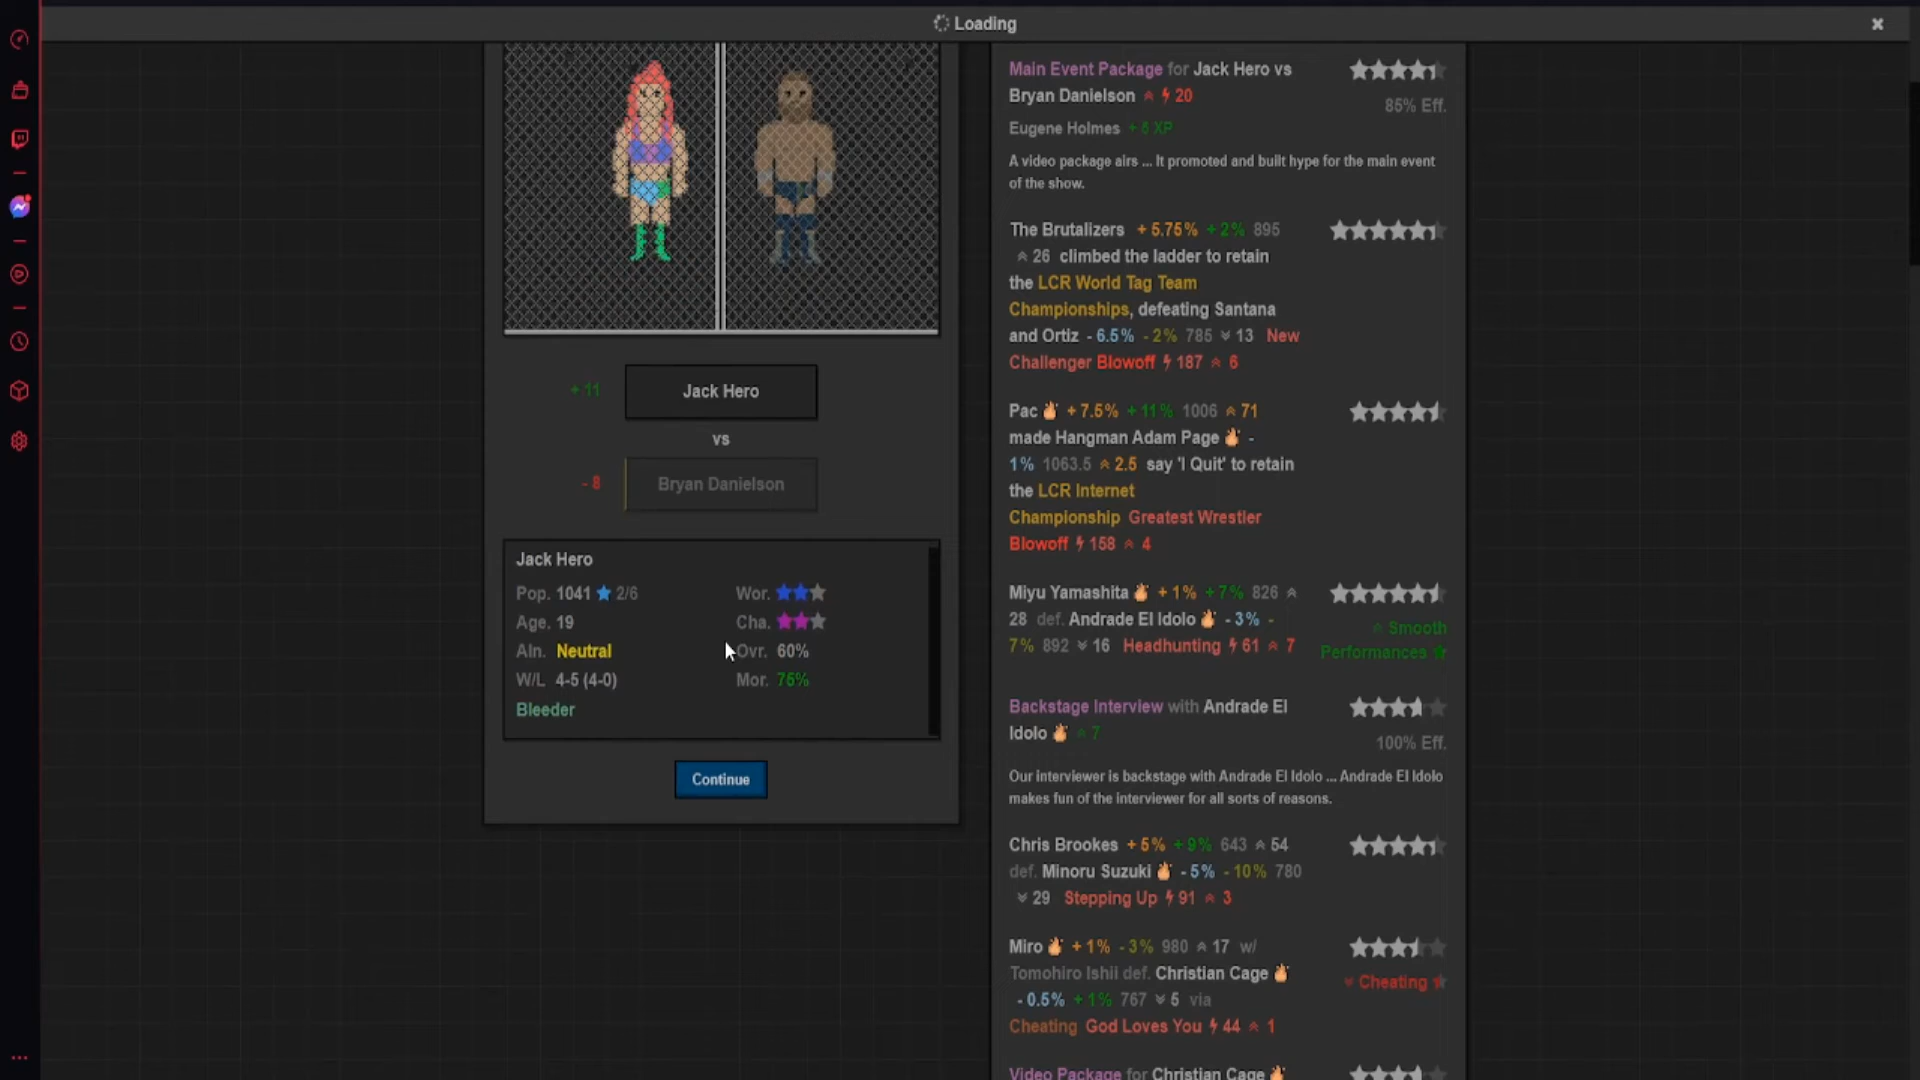 Loading
+ 11
Jack Hero
vs
- 8
Bryan Danielson
Jack Hero
Pop. 1041 2/6
Wor.
Age. 19
Cha.
Aln. Neutral
Ovr. 60%
W/L 4-5 (4-0)
Mor. 75%
Bleeder
Continue
Main Event Package for Jack Hero vs
Bryan Danielson 20
85% Eff.
Eugene Holmes + 6 XP
A video package airs ... It promoted and built hype for the main event
of the show.
The Brutalizers + 5.75% + 2% 895
26 climbed the ladder to retain
the LCR World Tag Team
Championships, defeating Santana
and Ortiz - 6.5% - 2% 785 13 New
Challenger Blowoff 187 6
Pac + 7.5% + 11% 1006 71
made Hangman Adam Page -
1% 1063.5 2.5 say 'I Quit' to retain
the LCR Internet
Championship Greatest Wrestler
Blowoff 158 4
Miyu Yamashita + 1% + 7% 826
28 def. Andrade El Idolo - 3% -
7% 892 16 Headhunting 61 7
Smooth
Performances
Backstage Interview with Andrade El
Idolo 7
100% Eff.
Our interviewer is backstage with Andrade El Idolo ... Andrade El Idolo
makes fun of the interviewer for all sorts of reasons.
Chris Brookes + 5% + 9% 643 54
def. Minoru Suzuki - 5% - 10% 780
29 Stepping Up 91 3
Miro + 1% - 3% 980 17 w/
Tomohiro Ishii def. Christian Cage
- 0.5% + 1% 767 5 via
Cheating God Loves You 44 1
Cheating
Video Package for Christian Cage